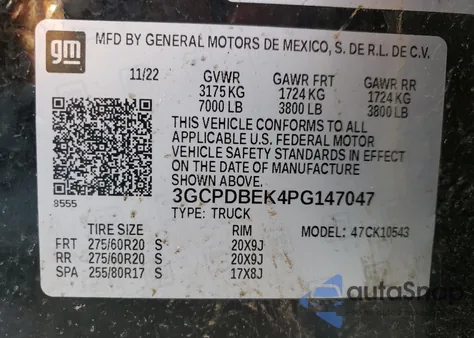 gm
MFD BY GENERAL MOTORS DE MEXICO, S. DE R.L. DE C.V.
11/22 GVWR GAWR FRT GAWR RR
3175 KG 1724 KG 1724 KG
7000 LB 3800 LB 3800 LB
THIS VEHICLE CONFORMS TO ALL
APPLICABLE U.S. FEDERAL MOTOR
VEHICLE SAFETY STANDARDS IN EFFECT
ON THE DATE OF MANUFACTURE
SHOWN ABOVE.
8555
3GCPDBEK4PG147047
TYPE: TRUCK
TIRE SIZE RIM MODEL: 47CK10543
FRT 275/60R20 S 20X9J
RR 275/60R20 S 20X9J
SPA 255/80R17 S 17X8J
autoSnap